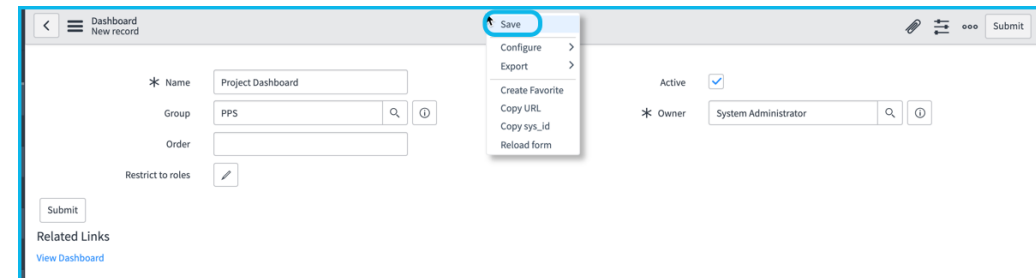 Dashboard
New record
Save
Configure
Export
Create Favorite
Copy URL
Copy sys_id
Reload form
Submit
Name Project Dashboard
Active
Group PPS
Owner System Administrator
Order
Restrict to roles
Submit
Related Links
View Dashboard